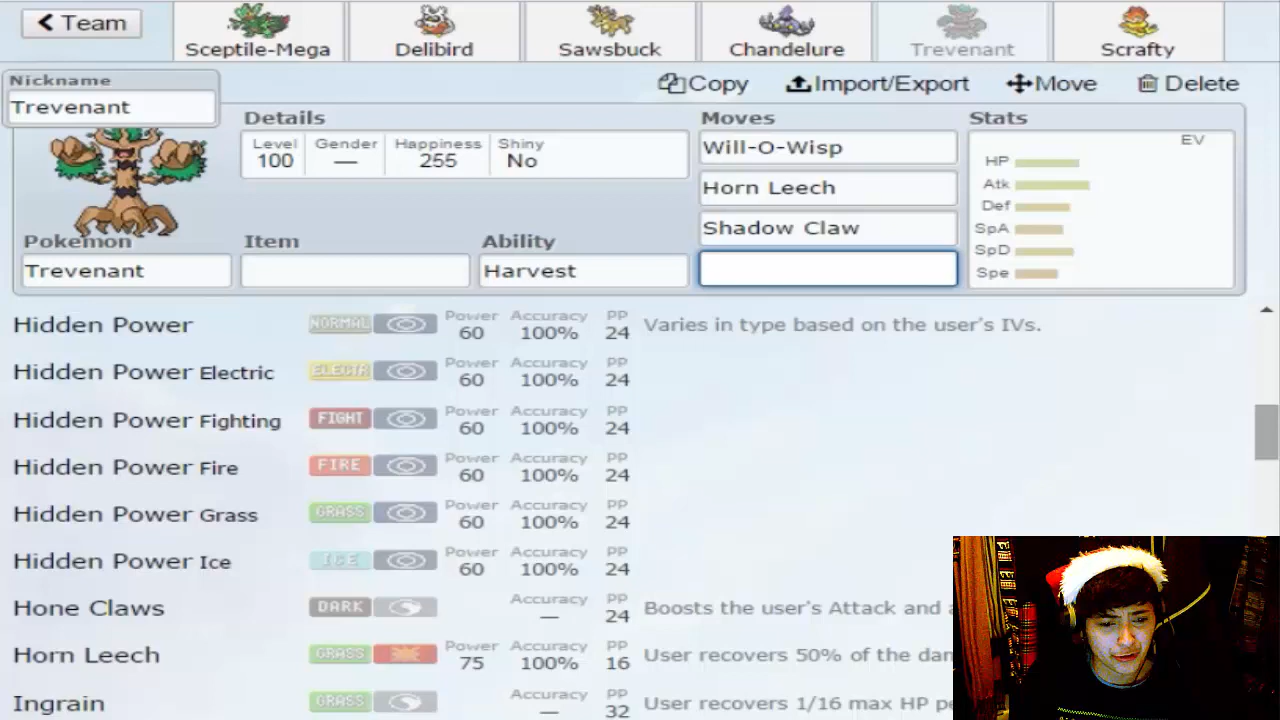 Team
Sceptile-Mega Delibird Sawsbuck Chandelure Trevenant Scrafty
Nickname
Trevenant
Copy Import/Export Move Delete
Details Moves Stats
Level Gender Happiness Shiny
100 — 255 No
Will-O-Wisp
Horn Leech
Shadow Claw
EV
HP
Atk
Def
SpA
SpD
Spe
Pokemon Item Ability
Trevenant Harvest
Hidden Power NORMAL Power 60 Accuracy 100% PP 24 Varies in type based on the user's IVs.
Hidden Power Electric ELECTR Power 60 Accuracy 100% PP 24
Hidden Power Fighting FIGHT Power 60 Accuracy 100% PP 24
Hidden Power Fire FIRE Power 60 Accuracy 100% PP 24
Hidden Power Grass GRASS Power 60 Accuracy 100% PP 24
Hidden Power Ice ICE Power 60 Accuracy 100% PP 24
Hone Claws DARK Accuracy — PP 24 Boosts the user's Attack and
Horn Leech GRASS Power 75 Accuracy 100% PP 16 User recovers 50% of the
Ingrain GRASS Accuracy — PP 32 User recovers 1/16 max HP